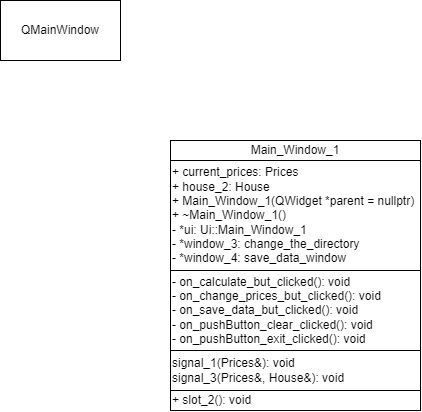 QMainWindow
Main_Window_1
+ current_prices: Prices
+ house_2: House
+ Main_Window_1(QWidget *parent = nullptr)
+ ~Main_Window_1()
- *ui: Ui::Main_Window_1
- *window_3: change_the_directory
- *window_4: save_data_window
- on_calculate_but_clicked(): void
- on_change_prices_but_clicked(): void
- on_save_data_but_clicked(): void
- on_pushButton_clear_clicked(): void
- on_pushButton_exit_clicked(): void
signal_1(Prices&): void
signal_3(Prices&, House&): void
+ slot_2(): void